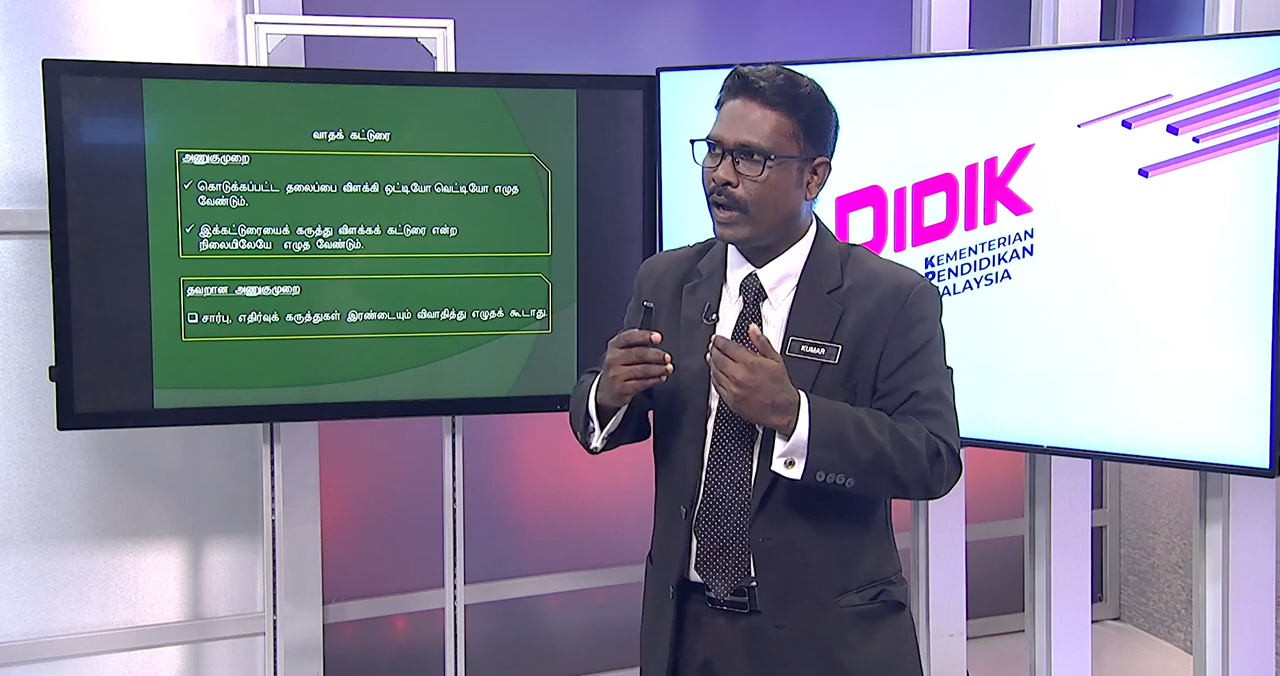 வாதக் கட்டுரை
அணுகுமுறை
✓ கொடுக்கப்பட்ட தலைப்பை விளக்கி ஒட்டியோ வெட்டியோ எழுத
வேண்டும்.
✓ இக்கட்டுரையைக் கருத்து விளக்கக் கட்டுரை என்ற
நிலையிலேயே எழுத வேண்டும்.
தவறான அணுகுமுறை
❑ சார்பு, எதிர்வுக் கருத்துகள் இரண்டையும் விவாதித்து எழுதக் கூடாது.
DIDIK
KEMENTERIAN
PENDIDIKAN
MALAYSIA
KUMAR